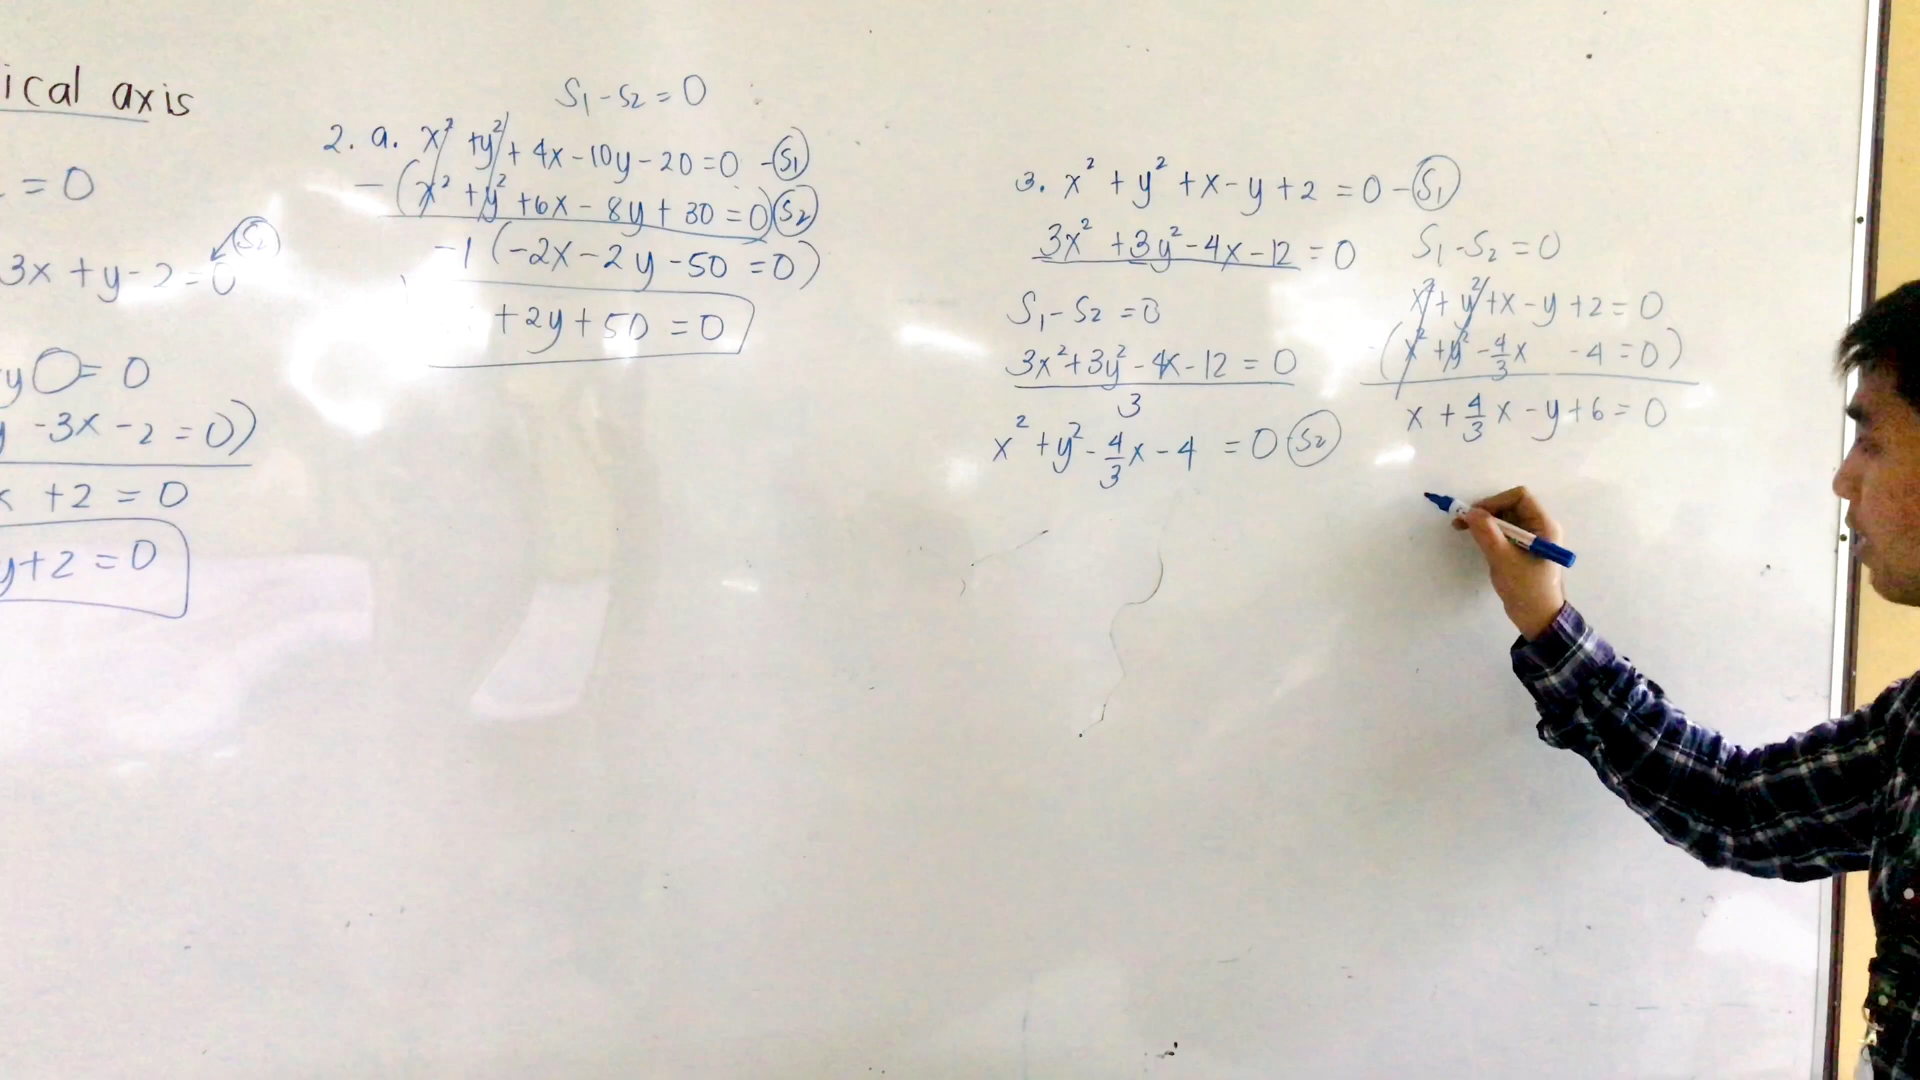 ical axis
= 0
S2
3x + y - 2 = 0
y = 0
-3x - 2 = 0)
+2 = 0
y + 2 = 0
S1 - S2 = 0
2. a. x² + y² + 4x - 10y - 20 = 0 - S1
- (x² + y² + 6x - 8y + 30 = 0) S2
-1 (-2x - 2y - 50 = 0)
+ 2y + 50 = 0
3. x² + y² + x - y + 2 = 0 - S1
3x² + 3y² - 4x - 12 = 0
S1 - S2 = 0
3x² + 3y² - 4x - 12 = 0
3
x² + y² - 4/3 x - 4 = 0 S2
S1 - S2 = 0
x² + y² + x - y + 2 = 0
- (x² + y² - 4/3 x - 4 = 0)
x + 4/3 x - y + 6 = 0